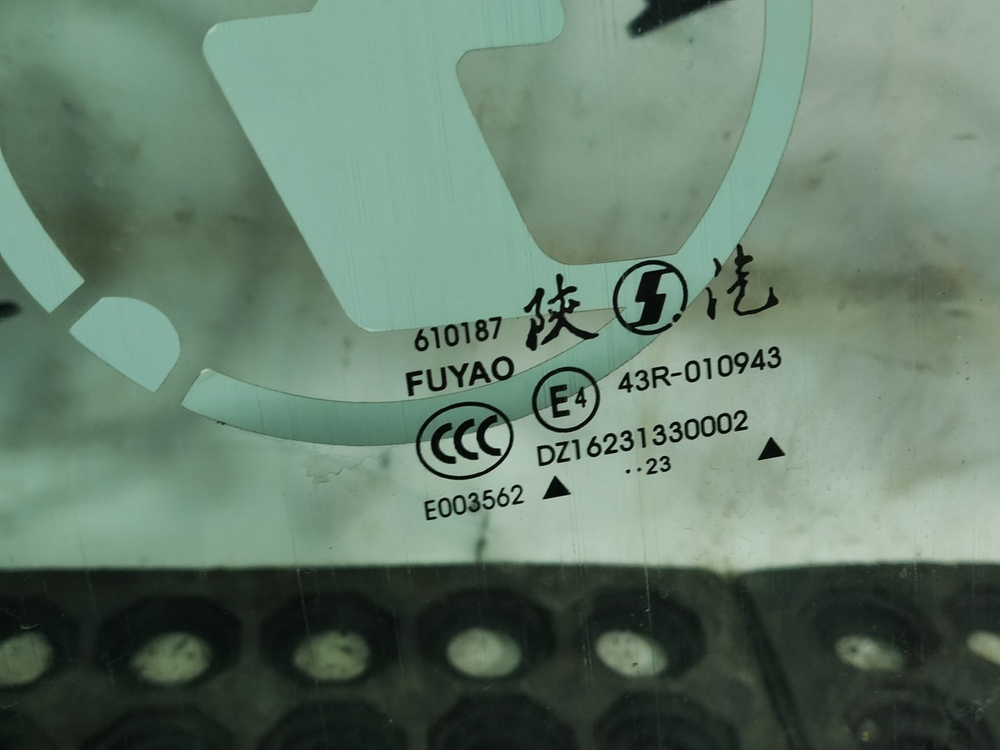 610187 陕 汽
FUYAO E4 43R-010943
CCC DZ16231330002
E003562 ..23